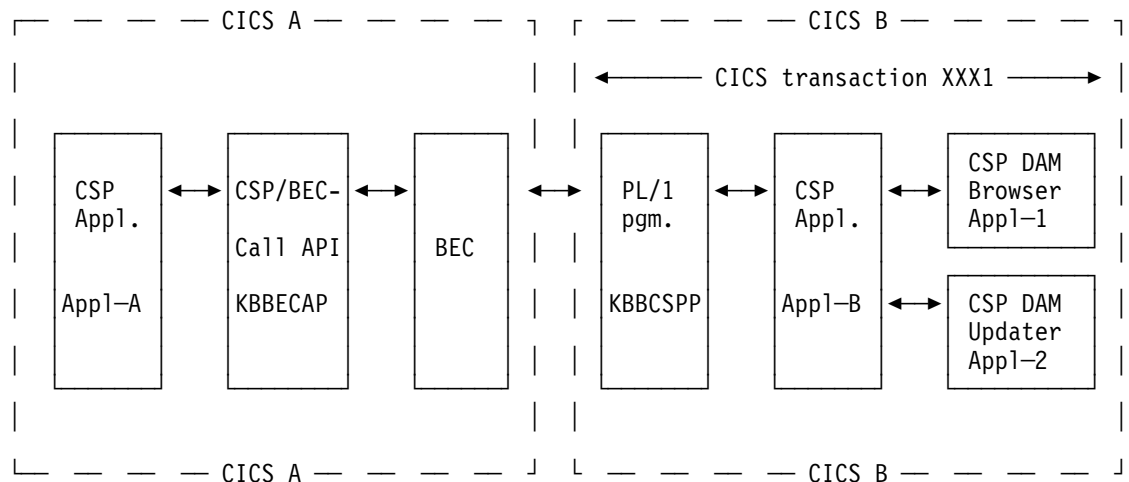 CICS A
CICS B
CICS transaction XXX1
CSP
Appl.
Appl—A
CSP/BEC-
Call API
KBBECAP
BEC
PL/1
pgm.
KBBCSPP
CSP
Appl.
Appl—B
CSP DAM
Browser
Appl—1
CSP DAM
Updater
Appl—2
CICS A
CICS B